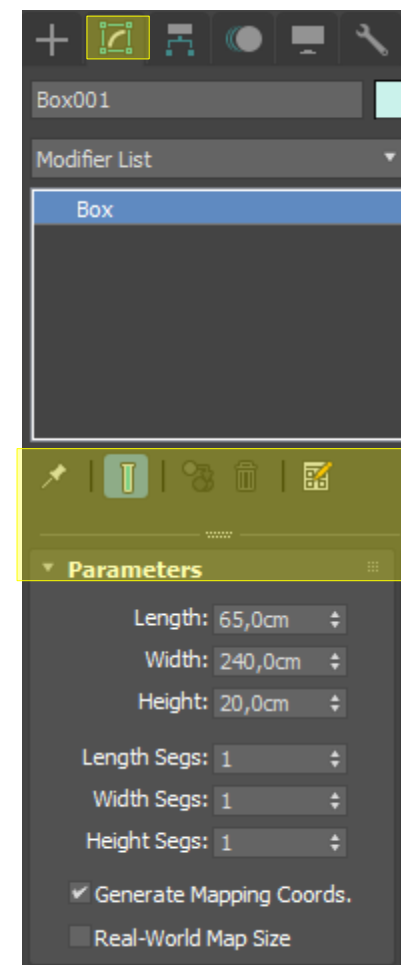 Box001
Modifier List
Box
Parameters
Length: 65,0cm
Width: 240,0cm
Height: 20,0cm
Length Segs: 1
Width Segs: 1
Height Segs: 1
Generate Mapping Coords.
Real-World Map Size